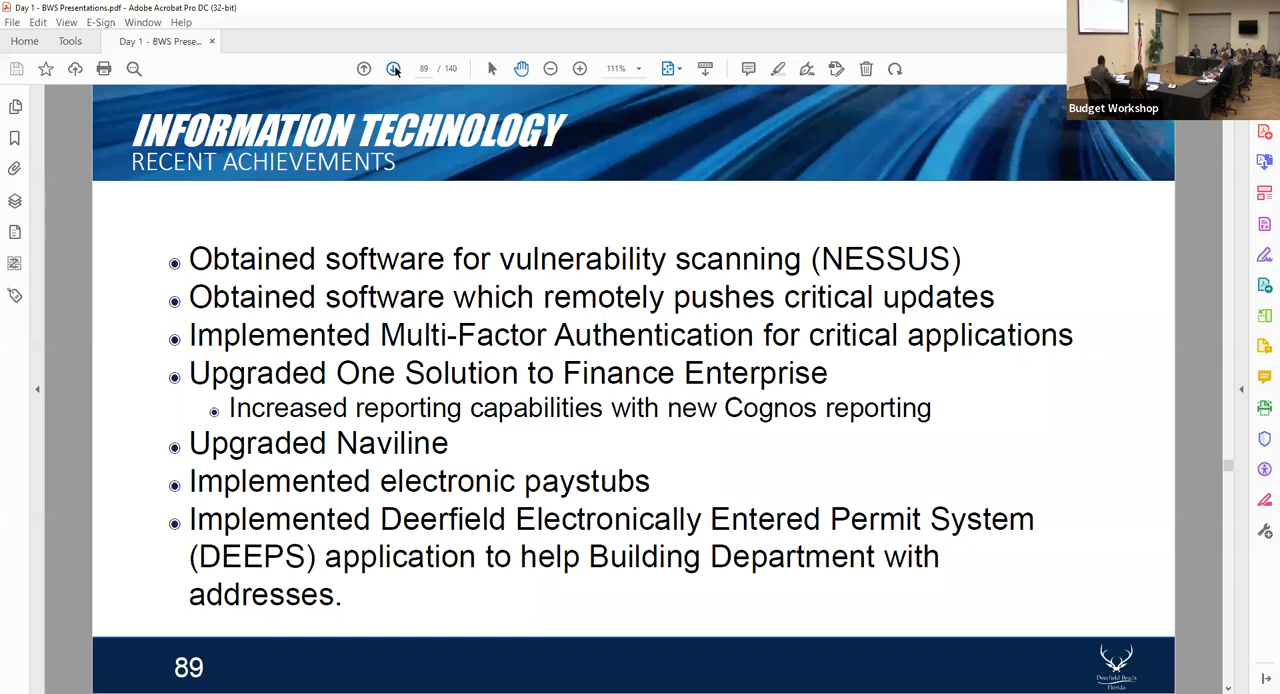 Day 1 - BWS Presentations.pdf - Adobe Acrobat Pro DC (32-bit)
File Edit View E-Sign Window Help
Home Tools Day 1 - BWS Prese... ×
89 / 140 111%
Budget Workshop
INFORMATION TECHNOLOGY
RECENT ACHIEVEMENTS
Obtained software for vulnerability scanning (NESSUS)
Obtained software which remotely pushes critical updates
Implemented Multi-Factor Authentication for critical applications
Upgraded One Solution to Finance Enterprise
Increased reporting capabilities with new Cognos reporting
Upgraded Naviline
Implemented electronic paystubs
Implemented Deerfield Electronically Entered Permit System
(DEEPS) application to help Building Department with
addresses.
89
Deerfield Beach
Florida